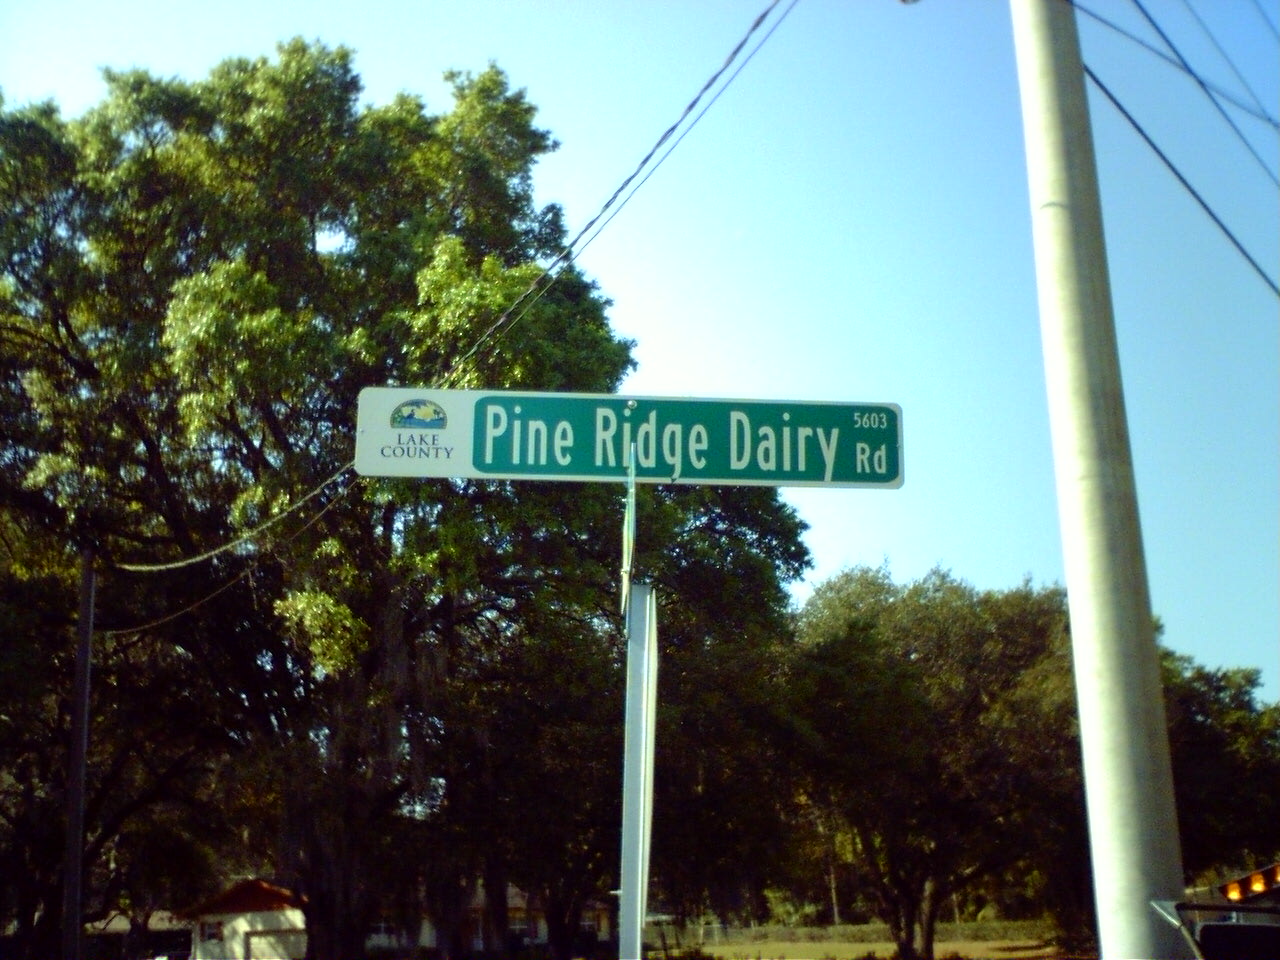 LAKE
COUNTY
Pine Ridge Dairy Rd
5603